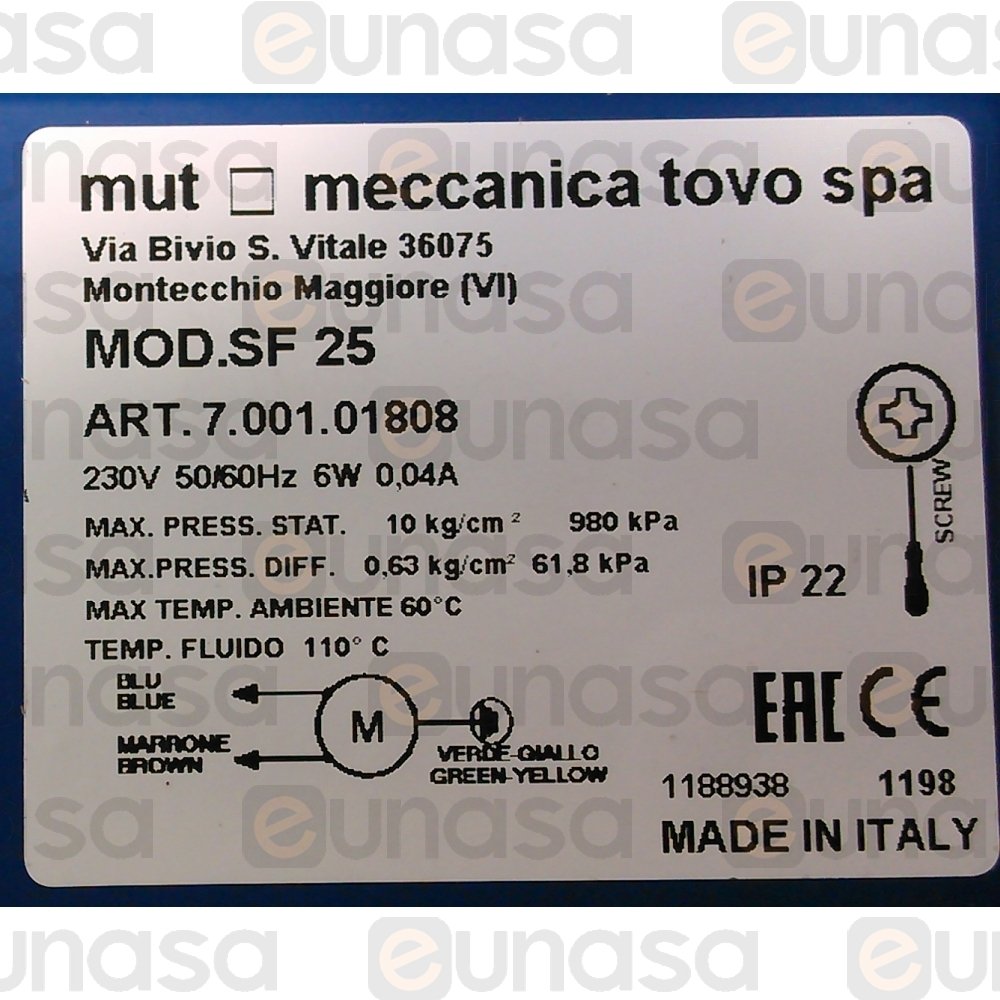 mut □ meccanica tovo spa
Via Bivio S. Vitale 36075
Montecchio Maggiore (VI)
MOD.SF 25
ART. 7.001.01808
230V 50/60Hz 6W 0,04A
MAX. PRESS. STAT. 10 kg/cm² 980 kPa
MAX.PRESS. DIFF. 0,63 kg/cm² 61,8 kPa
MAX TEMP. AMBIENTE 60°C
TEMP. FLUIDO 110° C
IP 22
SCREW
BLU
BLUE
MARRONE
BROWN
M
VERDE-GIALLO
GREEN-YELLOW
EAC CE
1188938 1198
MADE IN ITALY
eunasa